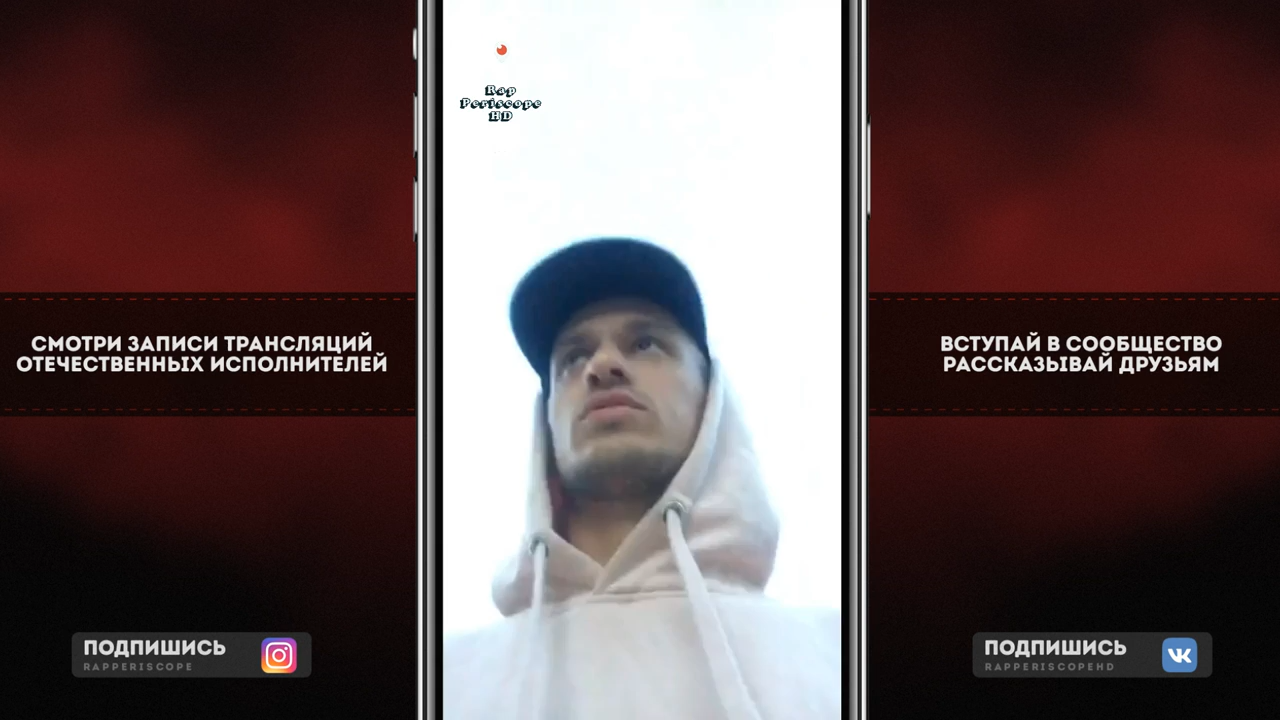 Rap
Periscope
HD
СМОТРИ ЗАПИСИ ТРАНСЛЯЦИЙ
ОТЕЧЕСТВЕННЫХ ИСПОЛНИТЕЛЕЙ
ВСТУПАЙ В СООБЩЕСТВО
РАССКАЗЫВАЙ ДРУЗЬЯМ
ПОДПИШИСЬ
RAPPERISCOPE
ПОДПИШИСЬ
RAPPERISCOPEHD